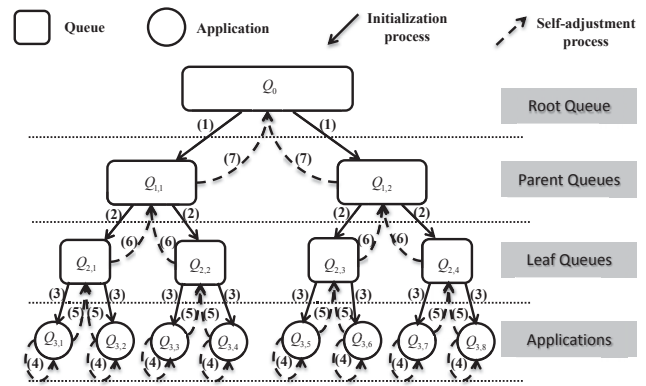 Queue
Application
Initialization
process
Self-adjustment
process
Q0
Root Queue
(1) (1)
(7) (7)
Q1,1 Q1,2
Parent Queues
(2) (2) (2) (2)
(6) (6) (6) (6)
Q2,1 Q2,2 Q2,3 Q2,4
Leaf Queues
(3) (3) (3) (3) (3) (3) (3) (3)
(5) (5) (5) (5) (5) (5) (5) (5)
Q3,1 Q3,2 Q3,3 Q3,4 Q3,5 Q3,6 Q3,7 Q3,8
Applications
(4) (4) (4) (4) (4) (4) (4) (4)